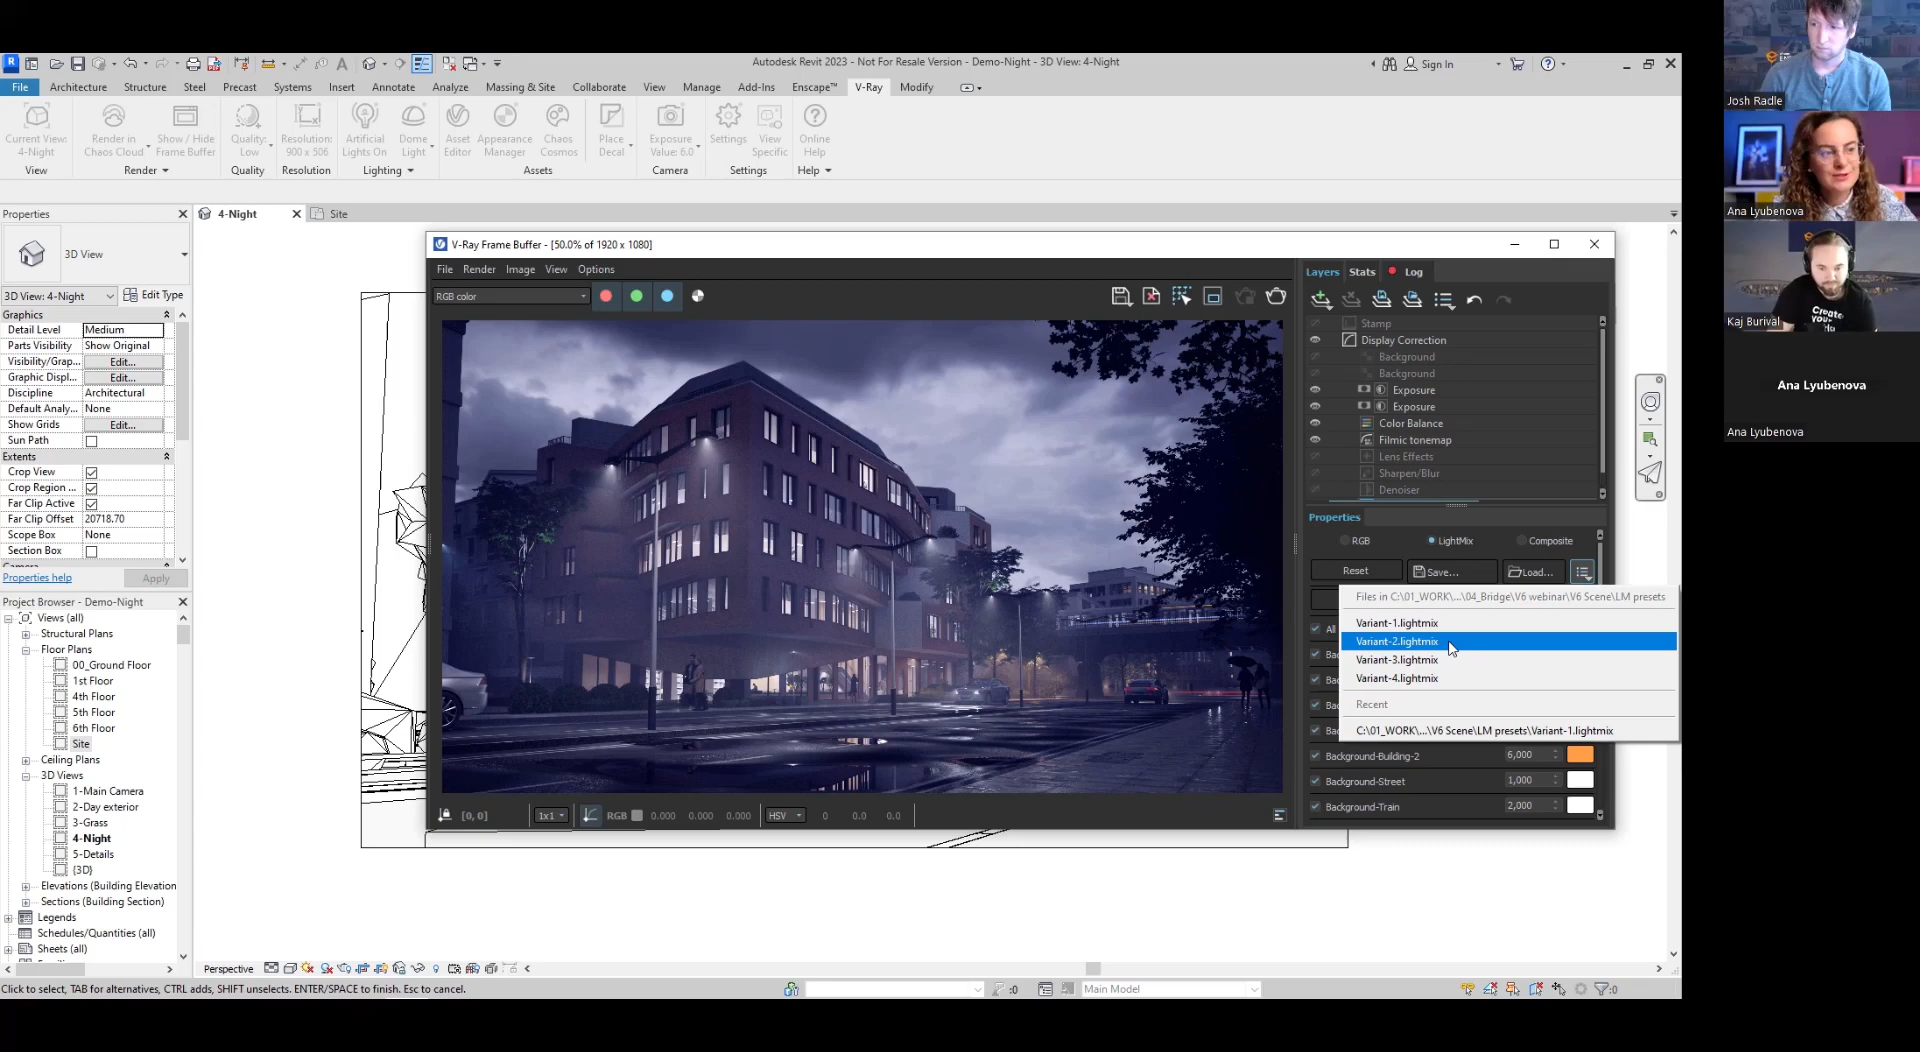 Autodesk Revit 2023 - Not For Resale Version - Demo-Night - 3D View: 4-Night
Sign In
File Architecture Structure Steel Precast Systems Insert Annotate Analyze Massing & Site Collaborate View Manage Add-Ins Enscape™ V-Ray Modify
Current View: 4-Night
Render in Chaos Cloud
Show / Hide Frame Buffer
Quality: Low
Resolution: 900 x 506
Artificial Lights On
Dome Light
Asset Editor
Appearance Manager
Chaos Cosmos
Place Decal
Exposure Value: 6.0
Settings
View Specific
Online Help
View Render Quality Resolution Lighting Assets Camera Settings Help
Properties
3D View
3D View: 4-Night Edit Type
Graphics
Detail Level Medium
Parts Visibility Show Original
Visibility/Grap... Edit...
Graphic Displ... Edit...
Discipline Architectural
Default Analy... None
Show Grids Edit...
Sun Path
Extents
Crop View
Crop Region ...
Far Clip Active
Far Clip Offset 20718.70
Scope Box None
Section Box
Properties help Apply
Project Browser - Demo-Night
Views (all)
Structural Plans
Floor Plans
00_Ground Floor
1st Floor
4th Floor
5th Floor
6th Floor
Site
Ceiling Plans
3D Views
1-Main Camera
2-Day exterior
3-Grass
4-Night
5-Details
{3D}
Elevations (Building Elevation
Sections (Building Section)
Legends
Schedules/Quantities (all)
Sheets (all)
4-Night Site
V-Ray Frame Buffer - [50.0% of 1920 x 1080]
File Render Image View Options
RGB color
[0, 0] 1x1 RGB 0.000 0.000 0.000 HSV 0 0.0 0.0
Layers Stats Log
Stamp
Display Correction
Background
Background
Exposure
Exposure
Color Balance
Filmic tonemap
Lens Effects
Sharpen/Blur
Denoiser
Properties
RGB LightMix Composite
Reset Save... Load...
Files in C:\01_WORK\...\04_Bridge\V6 webinar\V6 Scene\LM presets
Variant-1.lightmix
Variant-2.lightmix
Variant-3.lightmix
Variant-4.lightmix
Recent
C:\01_WORK\...\V6 Scene\LM presets\Variant-1.lightmix
All
Ba
Ba
Ba
Ba
Background-Building-2 6,000
Background-Street 1,000
Background-Train 2,000
Perspective
Click to select, TAB for alternatives, CTRL adds, SHIFT unselects. ENTER/SPACE to finish. Esc to cancel.
:0
Main Model
:0
Josh Radle
Ana Lyubenova
Create
your
Kaj Burival
Ana Lyubenova
Ana Lyubenova